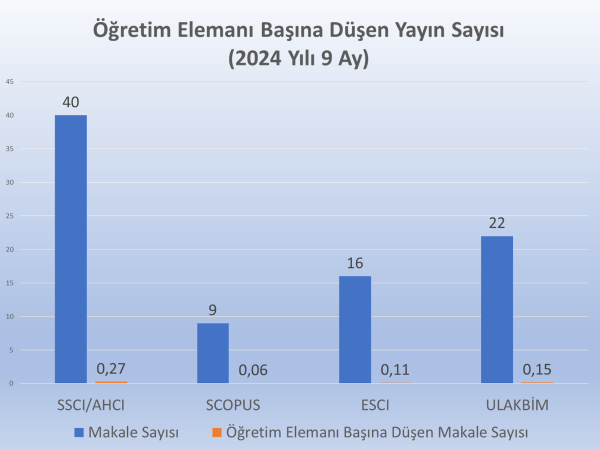 Öğretim Elemanı Başına Düşen Yayın Sayısı
(2024 Yılı 9 Ay)
45
40
35
30
25
20
15
10
5
0
40
0,27
9
0,06
16
0,11
22
0,15
SSCI/AHCI
SCOPUS
ESCI
ULAKBİM
Makale Sayısı
Öğretim Elemanı Başına Düşen Makale Sayısı